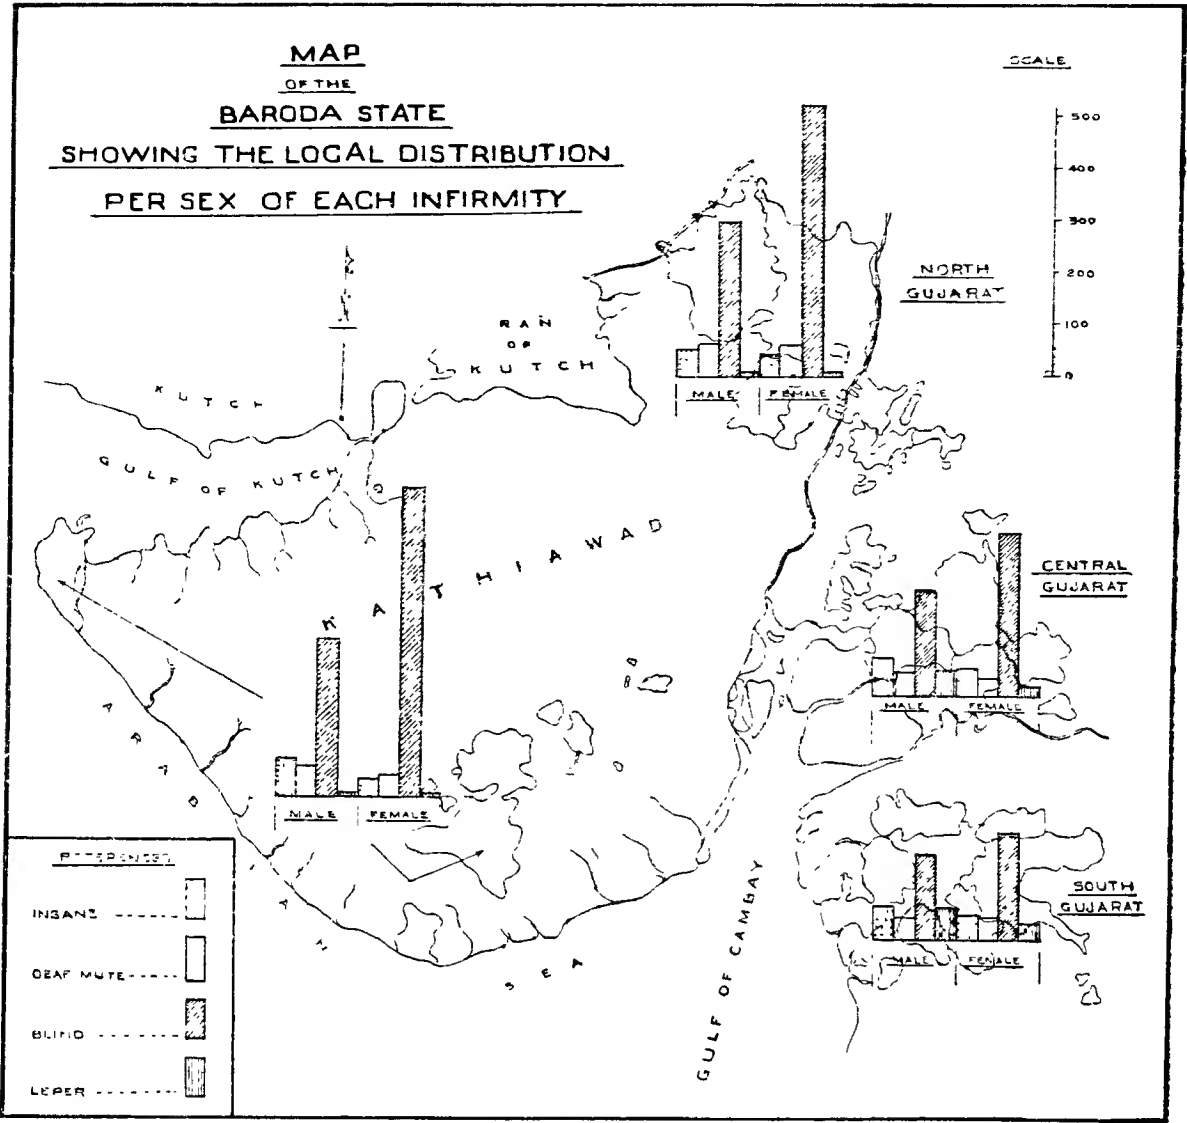 MAP
OF THE
BARODA STATE
SHOWING THE LOCAL DISTRIBUTION
PER SEX OF EACH INFIRMITY
SCALE
500
400
300
200
100
0
NORTH
GUJARAT
MALE
FEMALE
RAN
OF
KUTCH
KUTCH
GULF OF KUTCH
KATHIAWAD
CENTRAL
GUJARAT
MALE
FEMALE
MALE
FEMALE
ARABIAN SEA
GULF OF CAMBAY
SOUTH
GUJARAT
MALE
FEMALE
REFERENCES
INSANE
DEAF MUTE
BLIND
LEPER